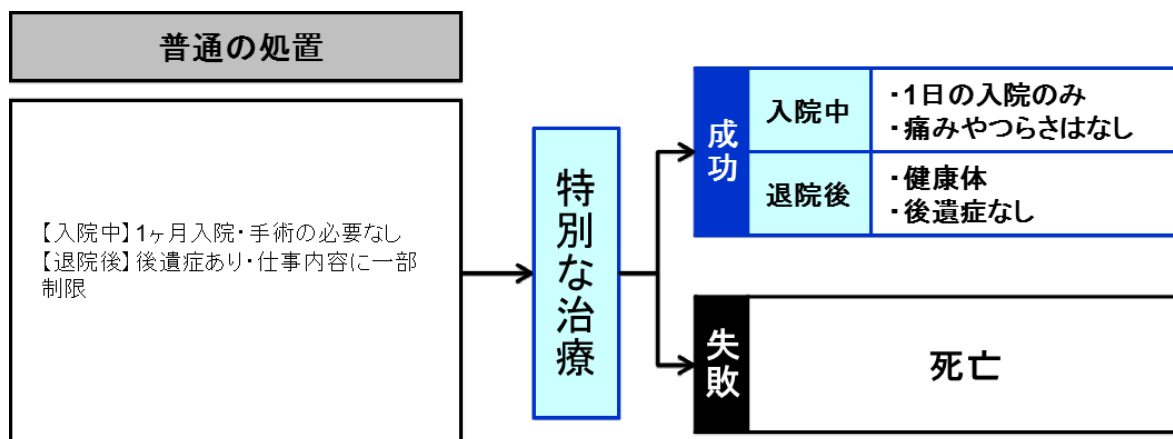 普通の処置
【入院中】1ヶ月入院・手術の必要なし
【退院後】後遺症あり・仕事内容に一部
制限
特別な治療
成功
入院中
・1日の入院のみ
・痛みやつらさはなし
退院後
・健康体
・後遺症なし
失敗
死亡